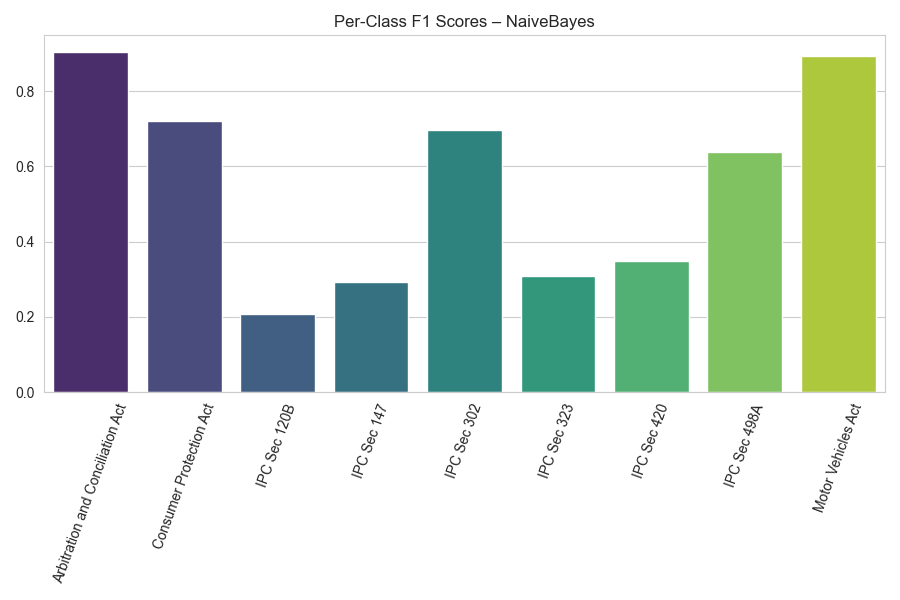 Per-Class F1 Scores – NaiveBayes
0.8
0.6
0.4
0.2
0.0
Arbitration and Conciliation Act
Consumer Protection Act
IPC Sec 120B
IPC Sec 147
IPC Sec 302
IPC Sec 323
IPC Sec 420
IPC Sec 498A
Motor Vehicles Act